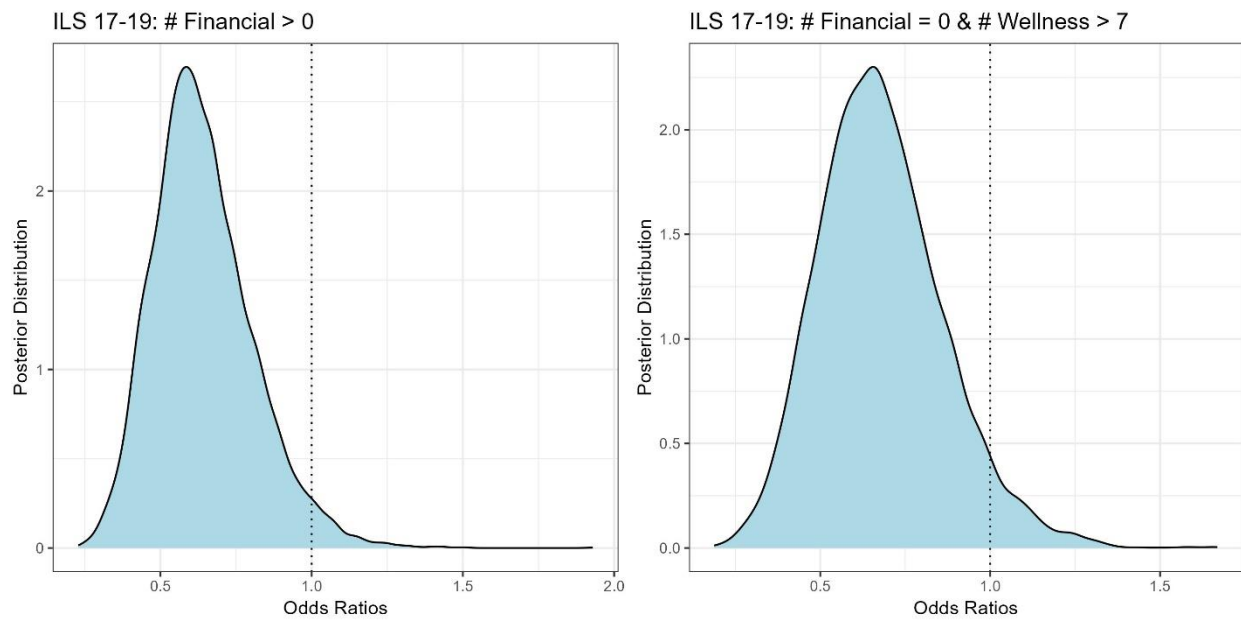 ILS 17-19: # Financial > 0
Posterior Distribution
2
1
0
0.5
1.0
1.5
2.0
Odds Ratios
ILS 17-19: # Financial = 0 & # Wellness > 7
Posterior Distribution
2.0
1.5
1.0
0.5
0.0
0.5
1.0
1.5
Odds Ratios